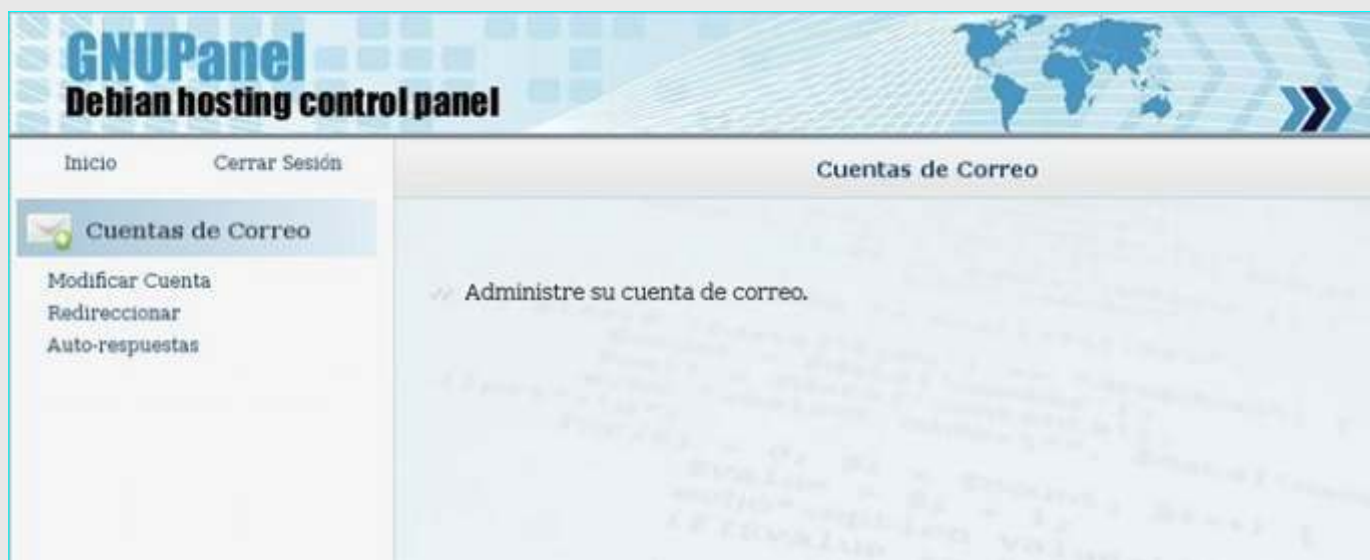 GNUPanel
Debian hosting control panel
Inicio Cerrar Sesión
Cuentas de Correo
Cuentas de Correo
Modificar Cuenta
Redireccionar
Auto-respuestas
Administre su cuenta de correo.